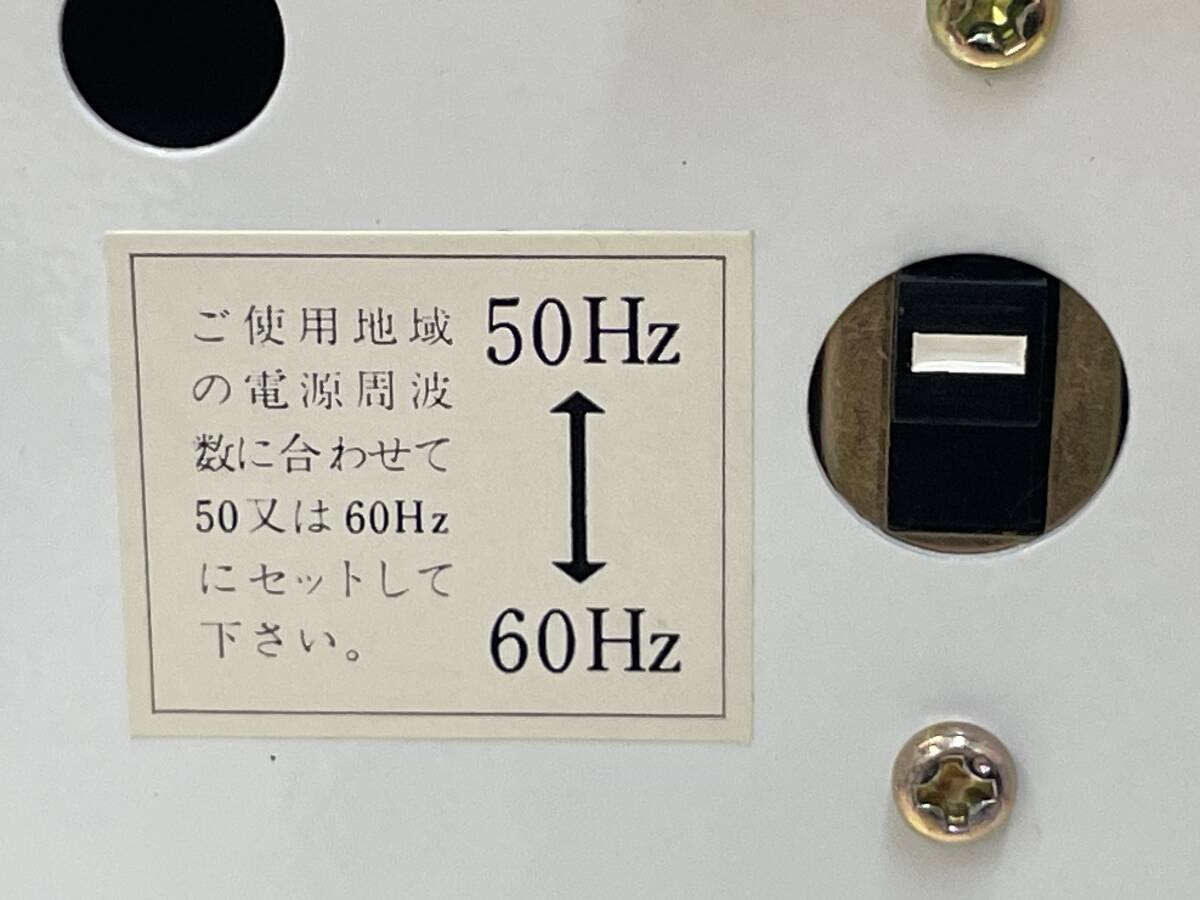 ご使用地域
の電源周波
数に合わせて
50又は60Hz
にセットして
下さい。
50Hz
60Hz